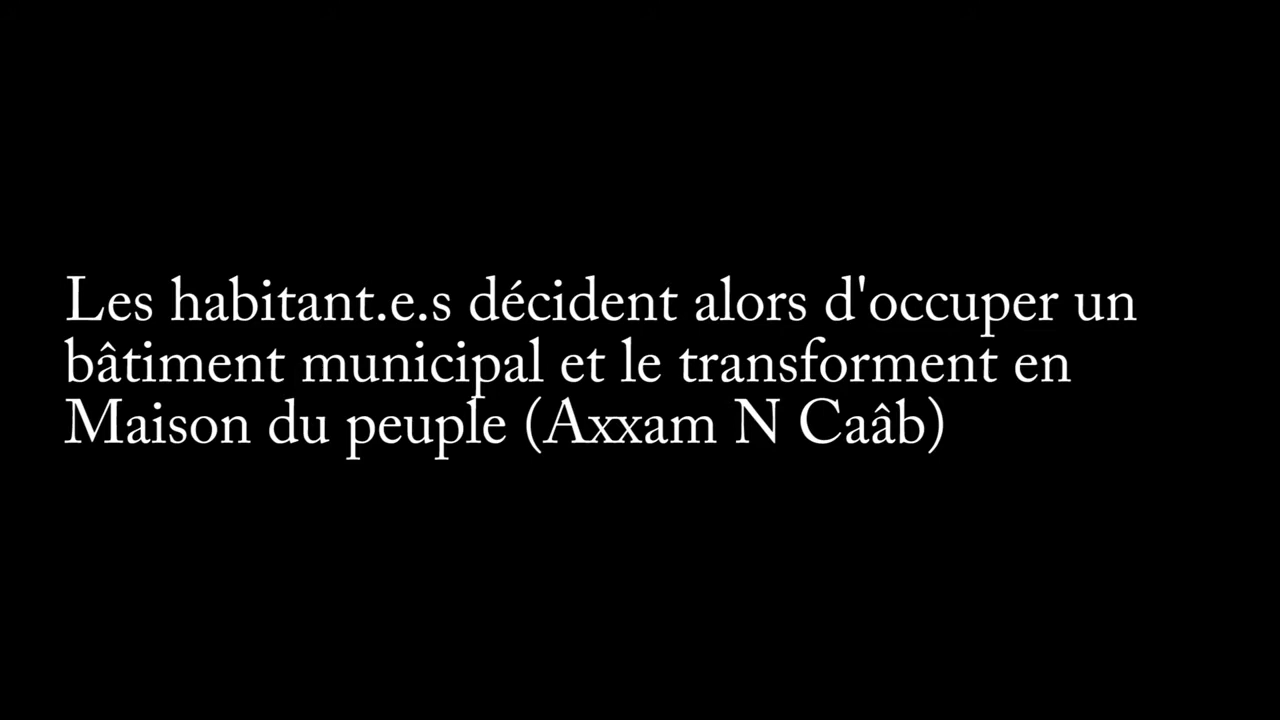 Les habitant.e.s décident alors d'occuper un
bâtiment municipal et le transforment en
Maison du peuple (Axxam N Caâb)